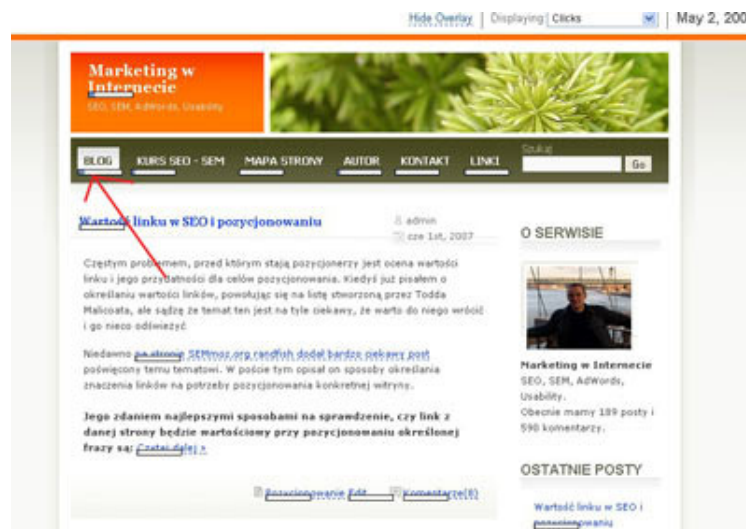 Hide Overlay | Displaying Clicks | May 2, 200
Marketing w
Internecie
SEO, SEM, AdWords, Usability
BLOG KURS SEO - SEM MAPA STRONY AUTOR KONTAKT LINKI
Szukaj
Go
Wartość linku w SEO i pozycjonowaniu
admin
cze 1st, 2007
Częstym problemem, przed którym stają pozycjonerzy jest ocena wartości
linku i jego przydatności dla celów pozycjonowania. Kiedyś już pisałem o
określaniu wartości linków, powołując się na listę stworzoną przez Todda
Malicoata, ale sądzę że temat ten jest na tyle ciekawy, że warto do niego wrócić
i go nieco odświeżyć
Niedawno na stronie SEMmoz.org randfish dodał bardzo ciekawy post
poświęcony temu tematowi. W poście tym opisał on sposoby określania
znaczenia linków na potrzeby pozycjonowania konkretnej witryny.
Jego zdaniem najlepszymi sposobami na sprawdzenie, czy link z
danej strony będzie wartościowy przy pozycjonowaniu określonej
frazy są: Czytaj dalej >
Pozycjonowanie Edit Komentarze(8)
O SERWISIE
Marketing w Internecie
SEO, SEM, AdWords,
Usability.
Obecnie mamy 189 posty i
590 komentarzy.
OSTATNIE POSTY
Wartość linku w SEO i
pozycjonowaniu